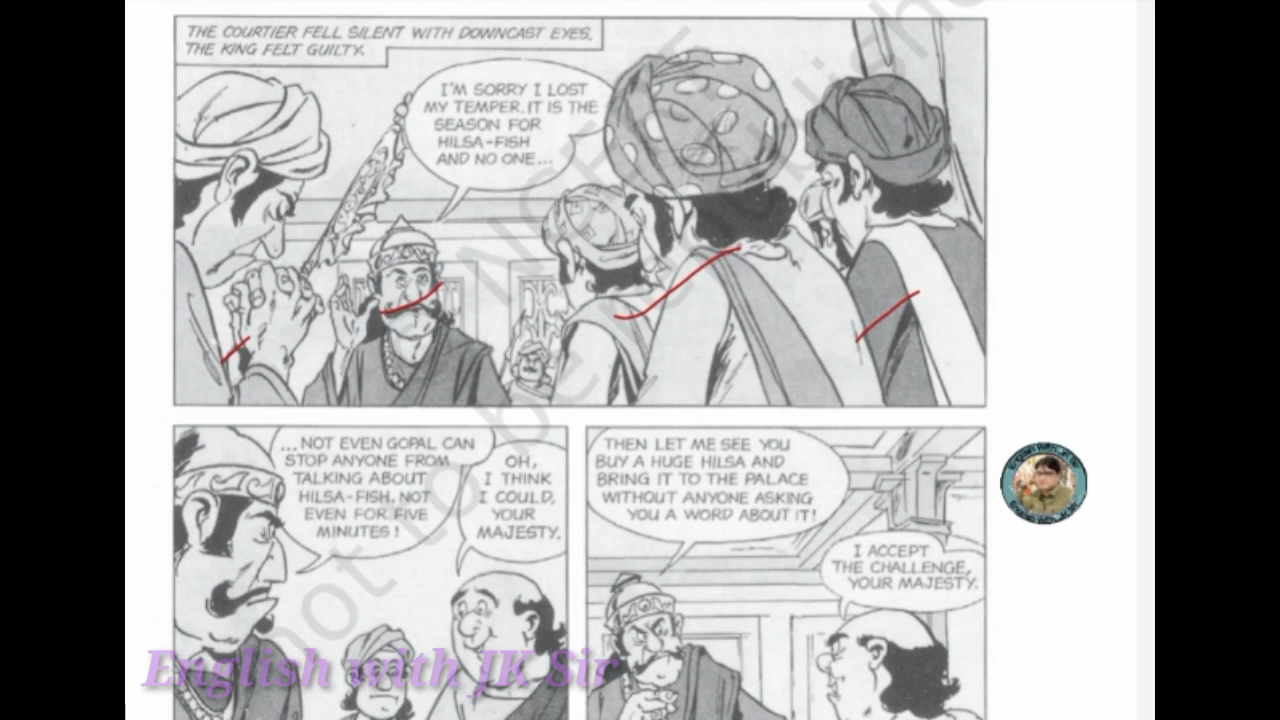 THE COURTIER FELL SILENT WITH DOWNCAST EYES,
THE KING FELT GUILTY.
I'M SORRY I LOST
MY TEMPER. IT IS THE
SEASON FOR
HILSA-FISH
AND NO ONE...
...NOT EVEN GOPAL CAN
STOP ANYONE FROM
TALKING ABOUT
HILSA-FISH, NOT
EVEN FOR FIVE
MINUTES!
OH,
I THINK
I COULD,
YOUR
MAJESTY.
THEN LET ME SEE YOU
BUY A HUGE HILSA AND
BRING IT TO THE PALACE
WITHOUT ANYONE ASKING
YOU A WORD ABOUT IT!
I ACCEPT
THE CHALLENGE,
YOUR MAJESTY.
not to be
English with JK Sir